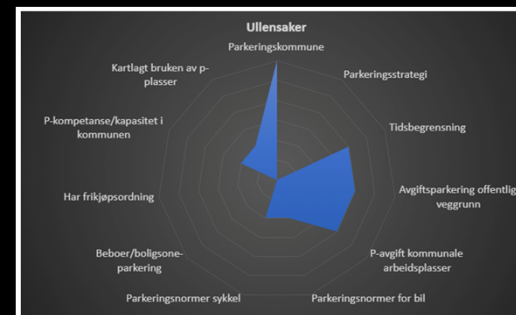 Ullensaker
Parkeringskommune
Parkeringsstrategi
Tidsbegrensning
Avgiftsparkering offentlig
veggrunn
P-avgift kommunale
arbeidsplasser
Parkeringsnormer for bil
Parkeringsnormer sykkel
Beboer/boligsone-
parkering
Har frikjøpsordning
P-kompetanse/kapasitet i
kommunen
Kartlagt bruken av p-
plasser